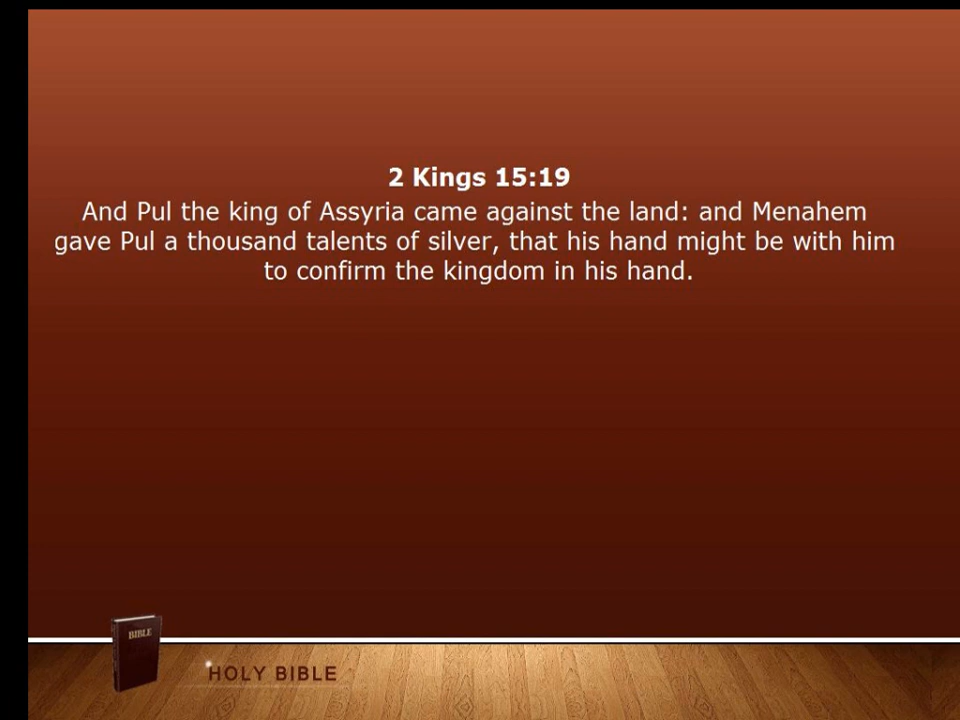 2 Kings 15:19
And Pul the king of Assyria came against the land: and Menahem
gave Pul a thousand talents of silver, that his hand might be with him
to confirm the kingdom in his hand.
BIBLE
HOLY BIBLE